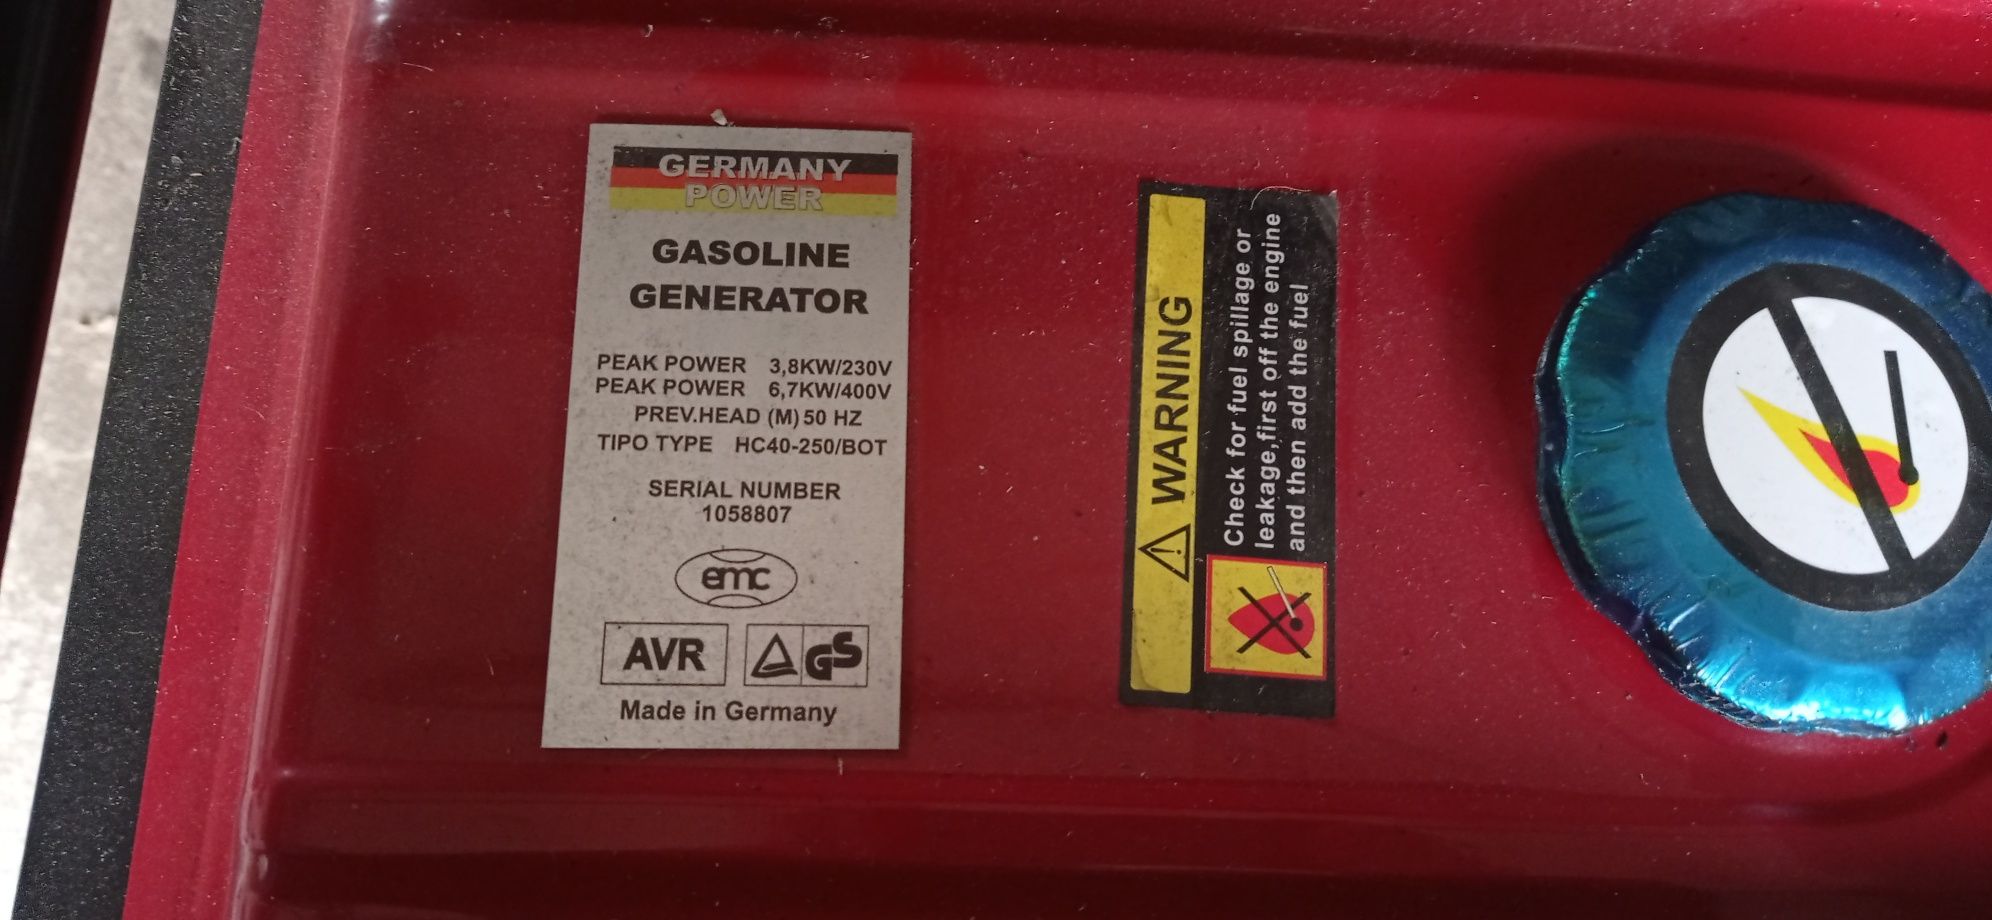 GERMANY
POWER
GASOLINE
GENERATOR
PEAK POWER 3,8KW/230V
PEAK POWER 6,7KW/400V
PREV.HEAD (M) 50 HZ
TIPO TYPE HC40-250/BOT
SERIAL NUMBER
1058807
emc
AVR
GS
Made in Germany
WARNING
Check for fuel spillage or
leakage,first off the engine
and then add the fuel